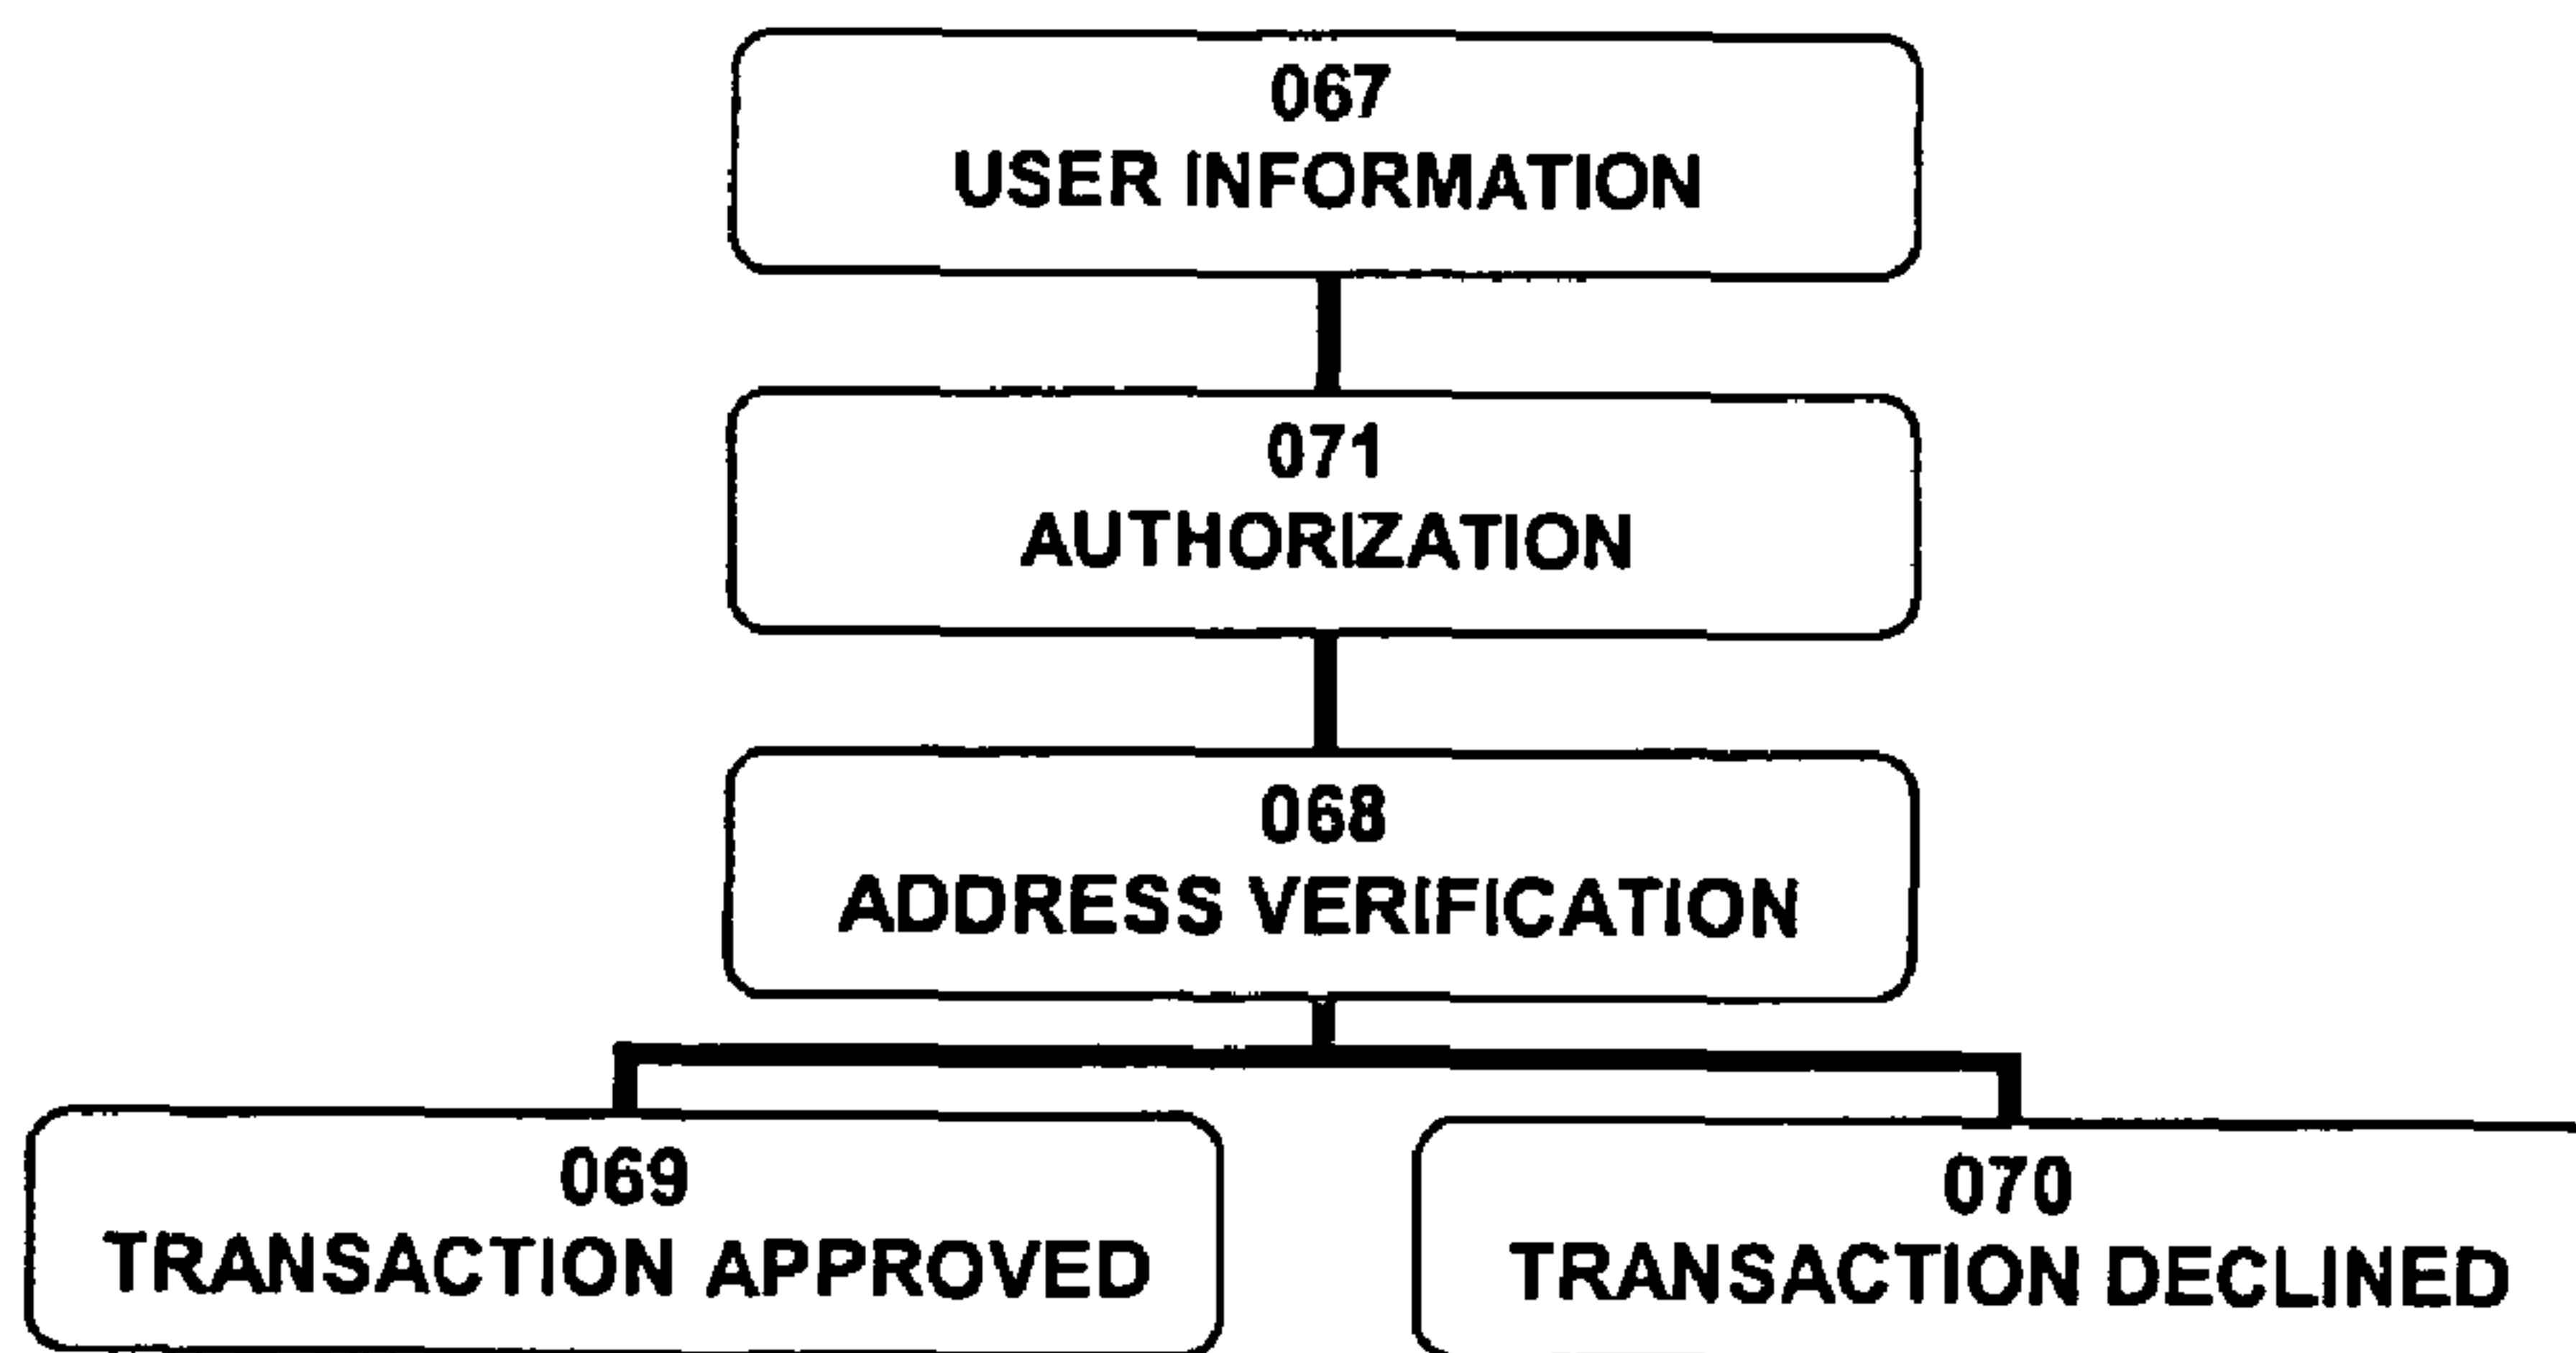 067
USER INFORMATION
071
AUTHORIZATION
068
ADDRESS VERIFICATION
069
TRANSACTION APPROVED
070
TRANSACTION DECLINED